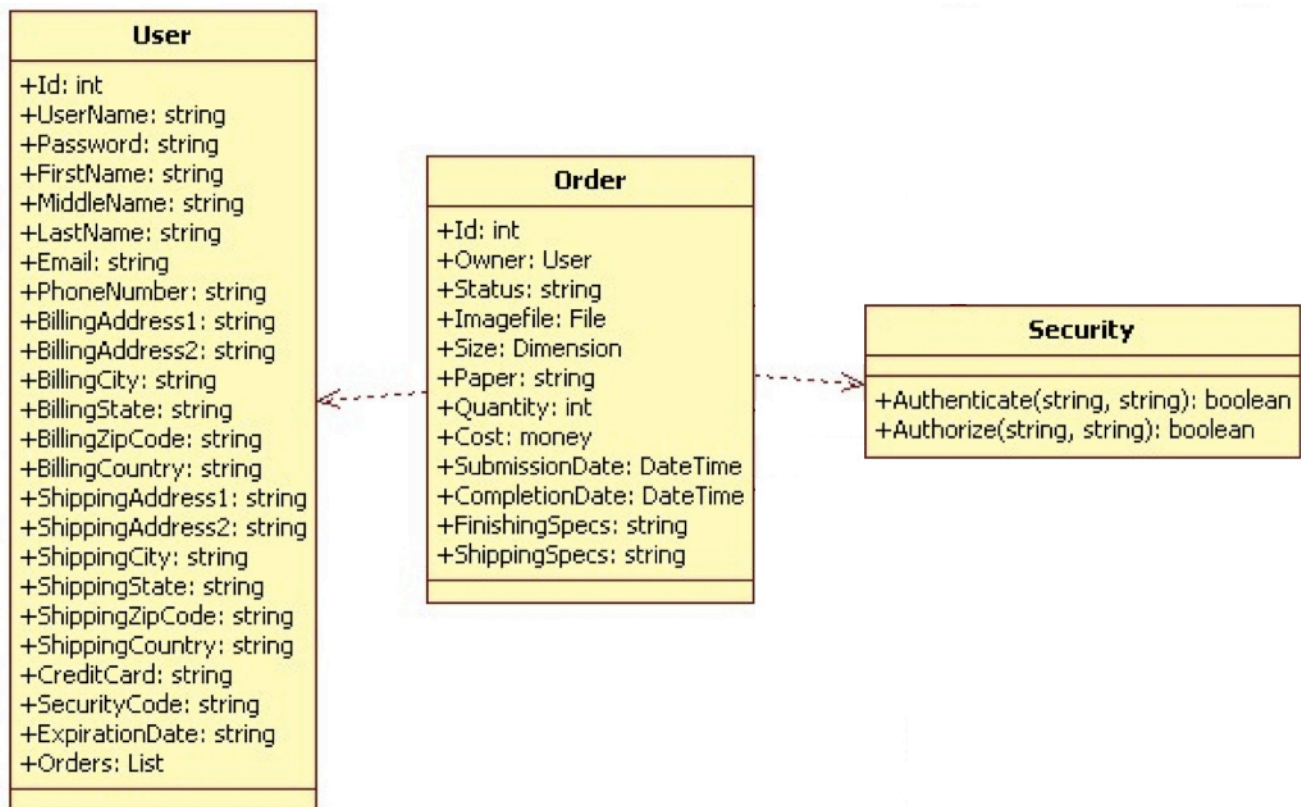 User
+Id: int
+UserName: string
+Password: string
+FirstName: string
+MiddleName: string
+LastName: string
+Email: string
+PhoneNumber: string
+BillingAddress1: string
+BillingAddress2: string
+BillingCity: string
+BillingState: string
+BillingZipCode: string
+BillingCountry: string
+ShippingAddress1: string
+ShippingAddress2: string
+ShippingCity: string
+ShippingState: string
+ShippingZipCode: string
+ShippingCountry: string
+CreditCard: string
+SecurityCode: string
+ExpirationDate: string
+Orders: List
Order
+Id: int
+Owner: User
+Status: string
+Imagefile: File
+Size: Dimension
+Paper: string
+Quantity: int
+Cost: money
+SubmissionDate: DateTime
+CompletionDate: DateTime
+FinishingSpecs: string
+ShippingSpecs: string
Security
+Authenticate(string, string): boolean
+Authorize(string, string): boolean